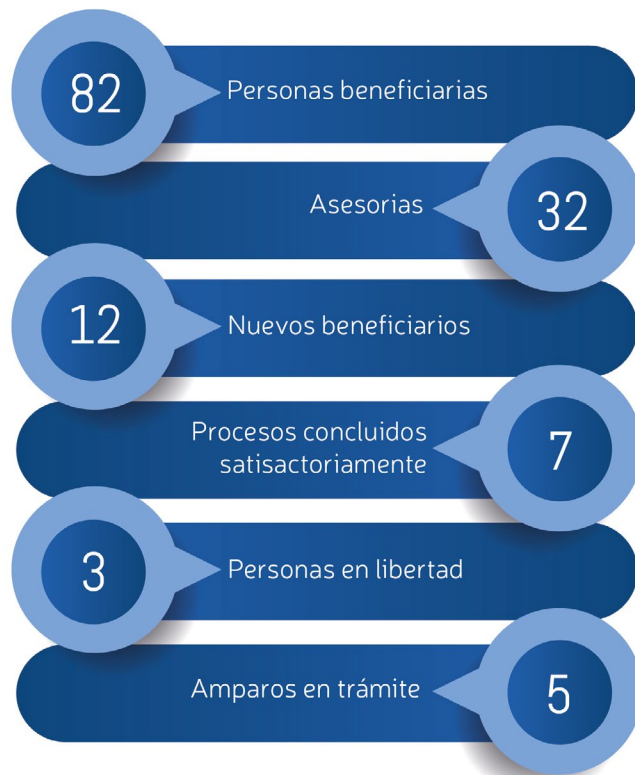 82
Personas beneficiarias
Asesorias
32
12
Nuevos beneficiarios
Procesos concluidos
satisactoriamente
7
3
Personas en libertad
Amparos en trámite
5